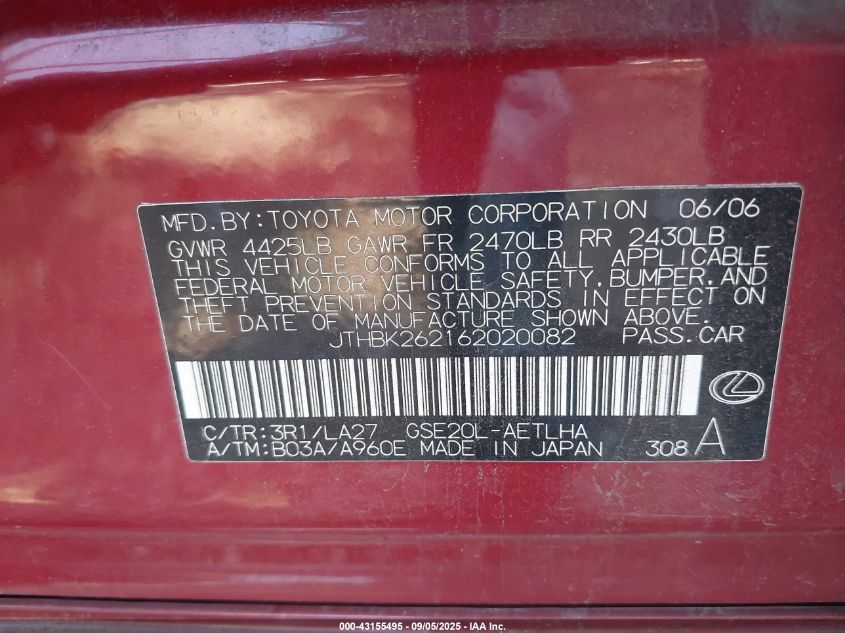 MFD.BY:TOYOTA MOTOR CORPORATION 06/06
GVWR 4425LB GAWR FR 2470LB RR 2430LB
THIS VEHICLE CONFORMS TO ALL APPLICABLE
FEDERAL MOTOR VEHICLE SAFETY,BUMPER,AND
THEFT PREVENTION STANDARDS IN EFFECT ON
THE DATE OF MANUFACTURE SHOWN ABOVE.
JTHBK262162020082 PASS.CAR
C/TR:3R1/LA27 GSE20L-AETLHA
A/TM:B03A/A960E MADE IN JAPAN 308 A
000-43155495 - 09/05/2025 - IAA Inc.